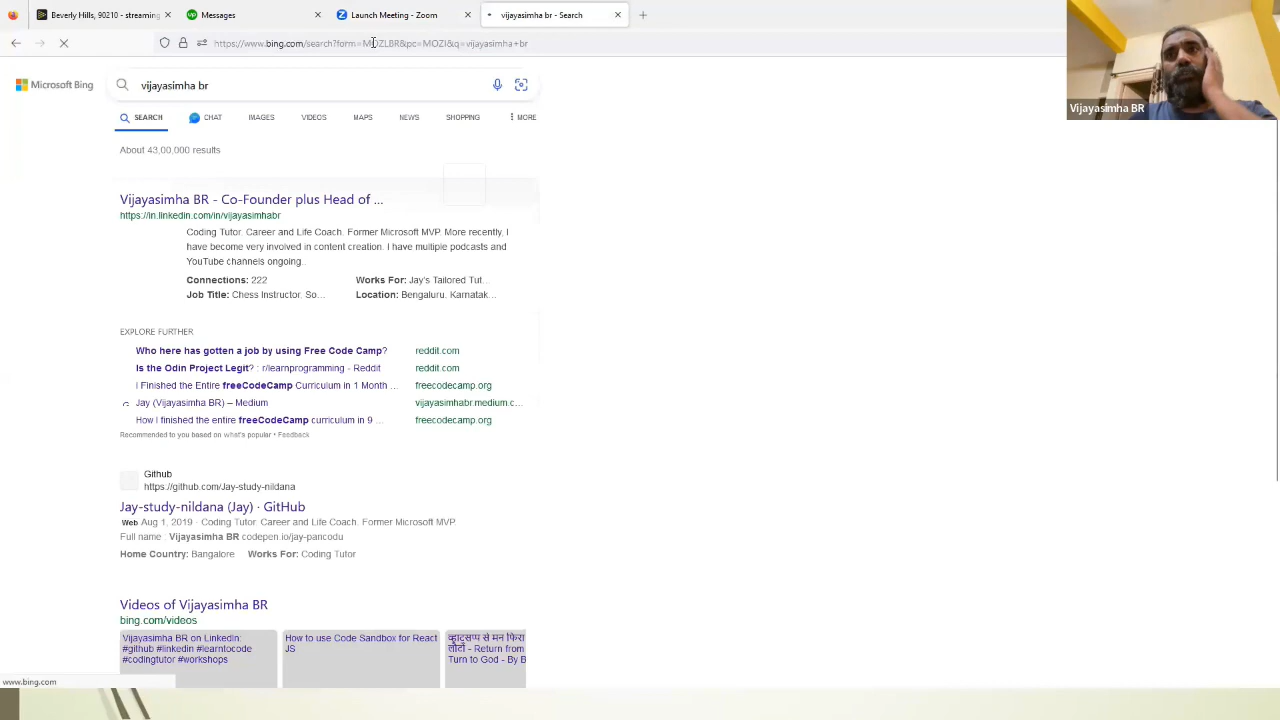 Beverly Hills, 90210 - streaming
Messages
Launch Meeting - Zoom
vijayasimha br - Search
https://www.bing.com/search?form=MOZLBR&pc=MOZI&q=vijayasimha+br
Vijayasimha BR
Microsoft Bing
vijayasimha br
SEARCH
CHAT
IMAGES
VIDEOS
MAPS
NEWS
SHOPPING
MORE
About 43,00,000 results
Vijayasimha BR - Co-Founder plus Head of ...
https://in.linkedin.com/in/vijayasimhabr
Coding Tutor. Career and Life Coach. Former Microsoft MVP. More recently, I
have become very involved in content creation. I have multiple podcasts and
YouTube channels ongoing..
Connections: 222
Works For: Jay's Tailored Tut…
Job Title: Chess Instructor, So…
Location: Bengaluru, Karnatak…
EXPLORE FURTHER
Who here has gotten a job by using Free Code Camp?
reddit.com
Is the Odin Project Legit? : r/learnprogramming - Reddit
reddit.com
I Finished the Entire freeCodeCamp Curriculum in 1 Month ...
freecodecamp.org
Jay (Vijayasimha BR) – Medium
vijayasimhabr.medium.c…
How I finished the entire freeCodeCamp curriculum in 9 ...
freecodecamp.org
Recommended to you based on what's popular • Feedback
Github
https://github.com/Jay-study-nildana
Jay-study-nildana (Jay) · GitHub
Web Aug 1, 2019 · Coding Tutor. Career and Life Coach. Former Microsoft MVP.
Full name : Vijayasimha BR codepen.io/jay-pancodu
Home Country: Bangalore
Works For: Coding Tutor
Videos of Vijayasimha BR
bing.com/videos
Vijayasimha BR on LinkedIn:
#github #linkedin #learntocode
#codingtutor #workshops
How to use Code Sandbox for React
JS
व्हाट्सप्प से मन फिरा
लौटो - Return from
Turn to God - By B
www.bing.com